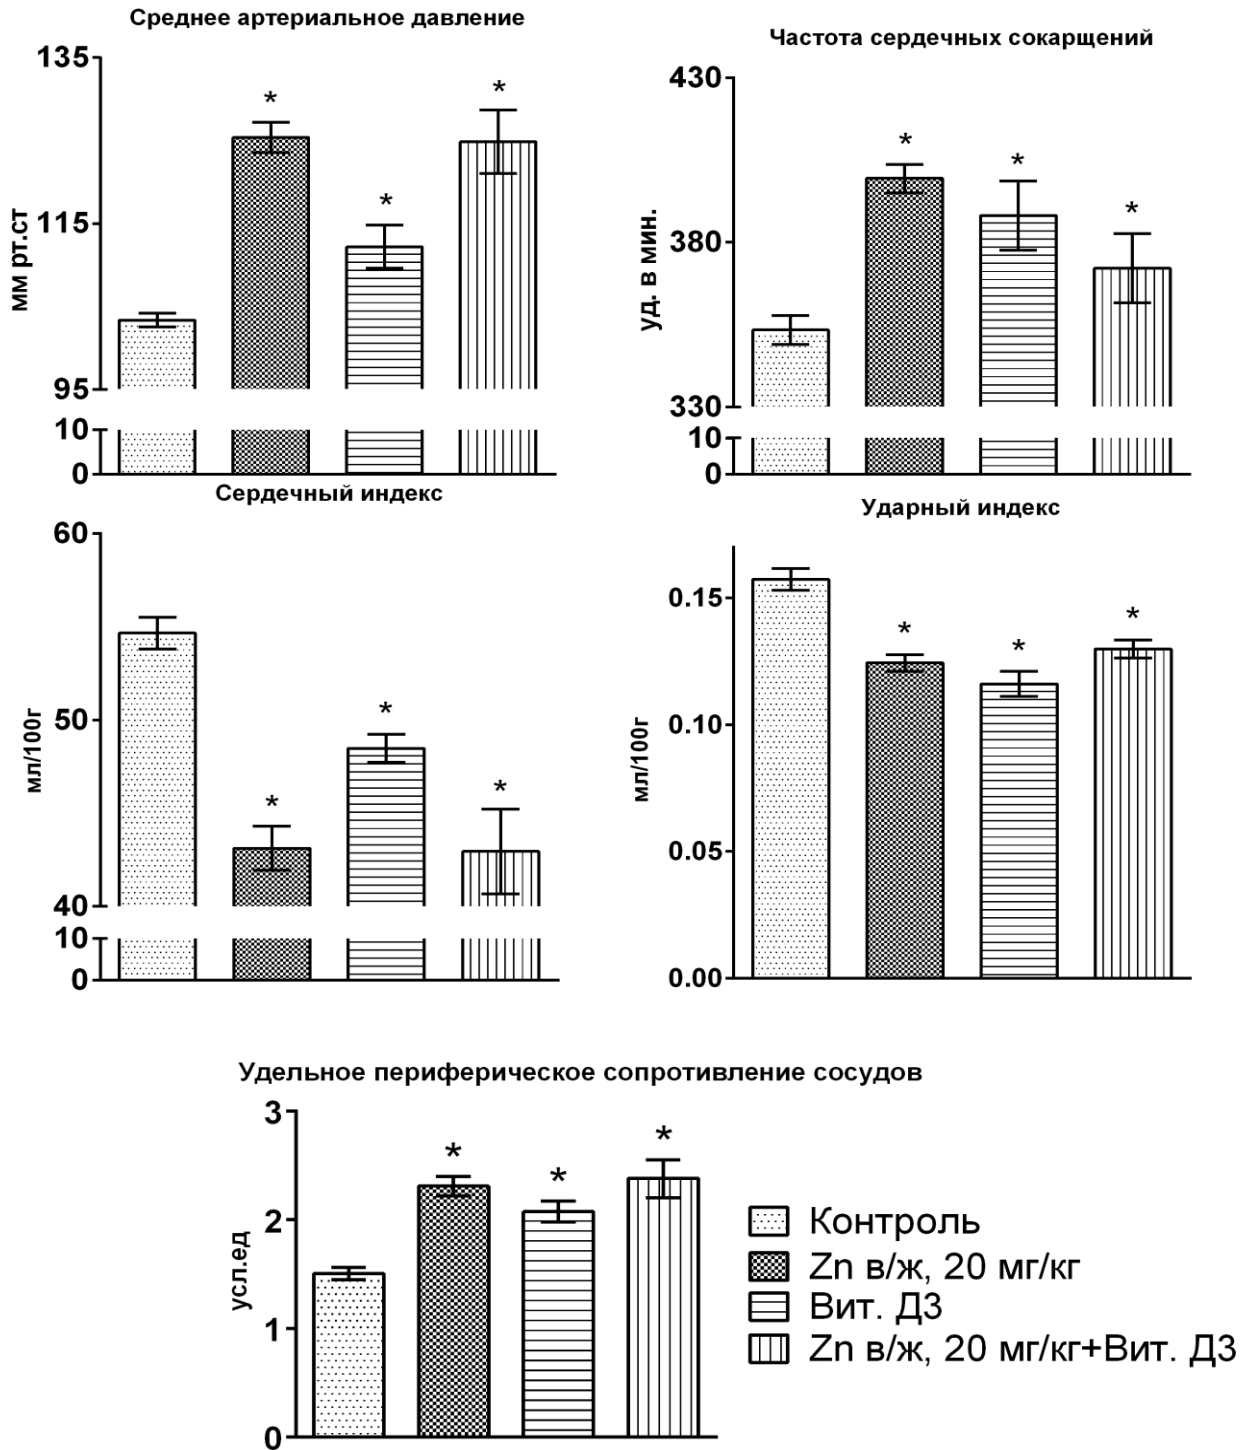 Среднее артериальное давление
135
115
95
10
0
мм рт.ст
*
*
*
Частота сердечных сокарщений
430
380
330
10
0
уд. в мин.
*
*
*
Сердечный индекс
60
50
40
10
0
мл/100г
*
*
*
Ударный индекс
0.15
0.10
0.05
0.00
мл/100г
*
*
*
Удельное периферическое сопротивление сосудов
3
2
1
0
усл.ед
*
*
*
Контроль
Zn в/ж, 20 мг/кг
Вит. Д3
Zn в/ж, 20 мг/кг+Вит. Д3